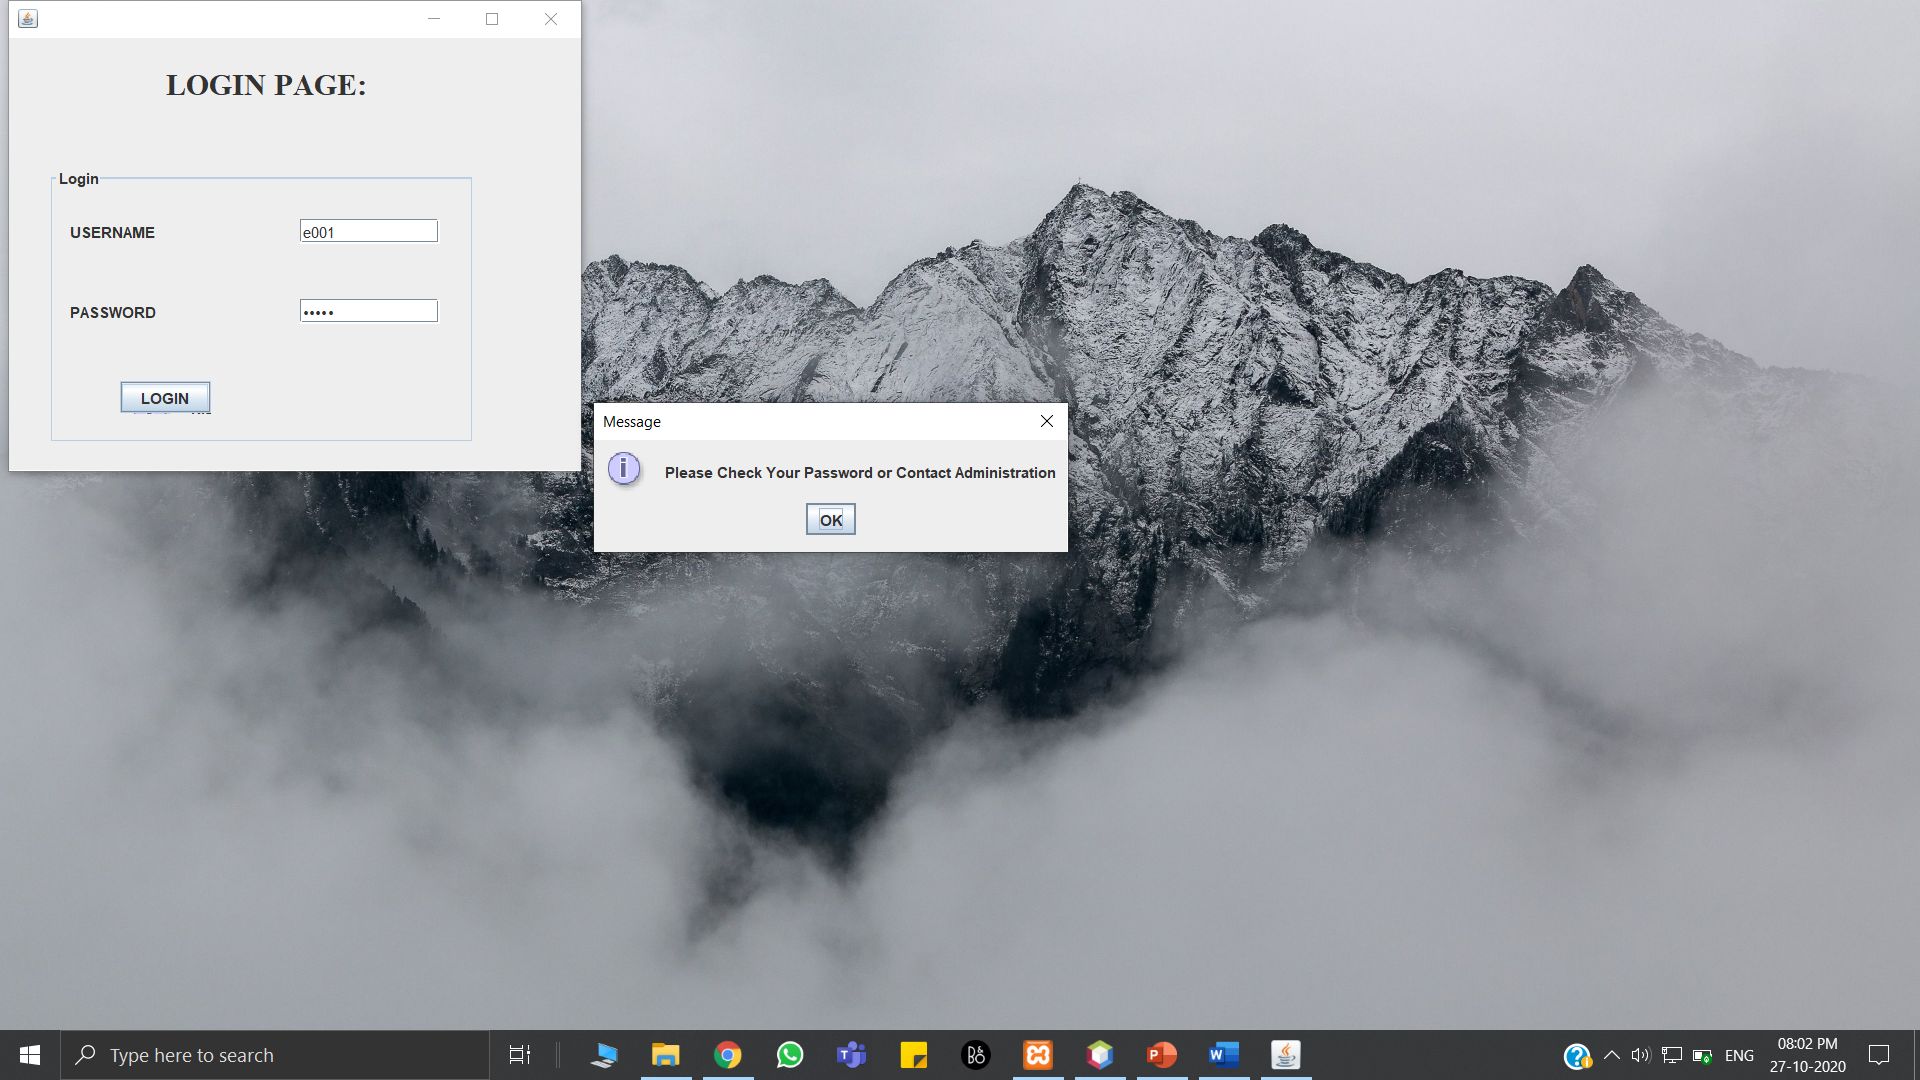 LOGIN PAGE:
Login
USERNAME
e001
PASSWORD
•••••
LOGIN
Message
Please Check Your Password or Contact Administration
OK
Type here to search
ENG
08:02 PM
27-10-2020